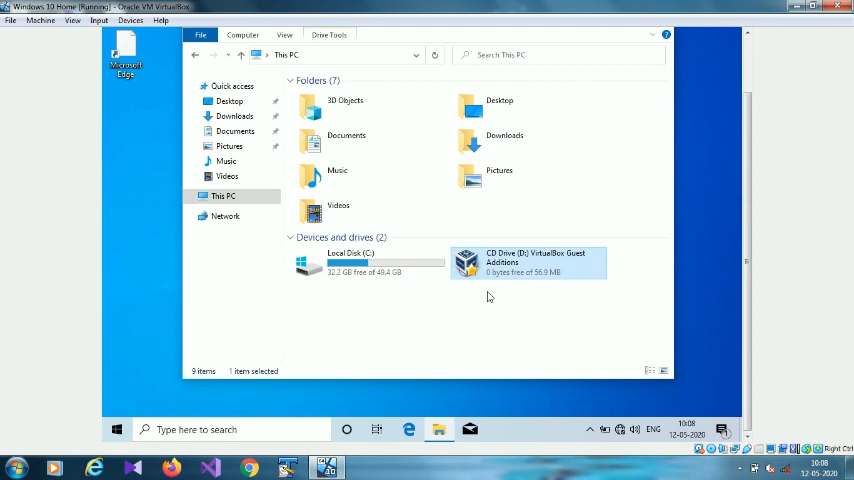 Windows 10 Home [Running] - Oracle VM VirtualBox
File Machine View Input Devices Help
File Computer View Drive Tools
This PC
Search This PC
Microsoft
Edge
Folders (7)
Quick access
Desktop
Downloads
Documents
Pictures
Music
Videos
This PC
Network
3D Objects
Desktop
Documents
Downloads
Music
Pictures
Videos
Devices and drives (2)
Local Disk (C:)
32.2 GB free of 49.4 GB
CD Drive (D:) VirtualBox Guest
Additions
0 bytes free of 56.9 MB
9 items 1 item selected
Type here to search
ENG
10:08
12-05-2020
1
Right Ctrl
10:08
12-05-2020